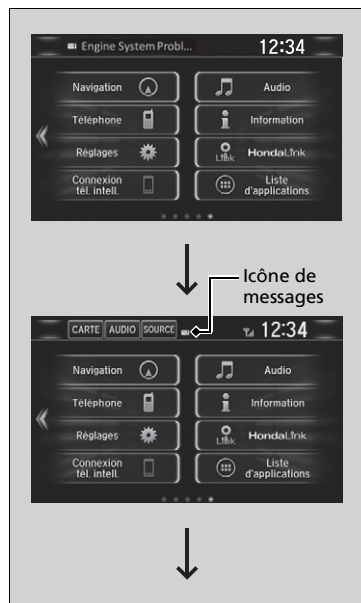 Engine System Probl...
12:34
Navigation
Audio
Téléphone
Information
Réglages
Link
HondaLink
Connexion
tél. intell.
Liste
d'applications
Icône de
messages
CARTE AUDIO SOURCE
12:34
Navigation
Audio
Téléphone
Information
Réglages
Link
HondaLink
Connexion
tél. intell.
Liste
d'applications